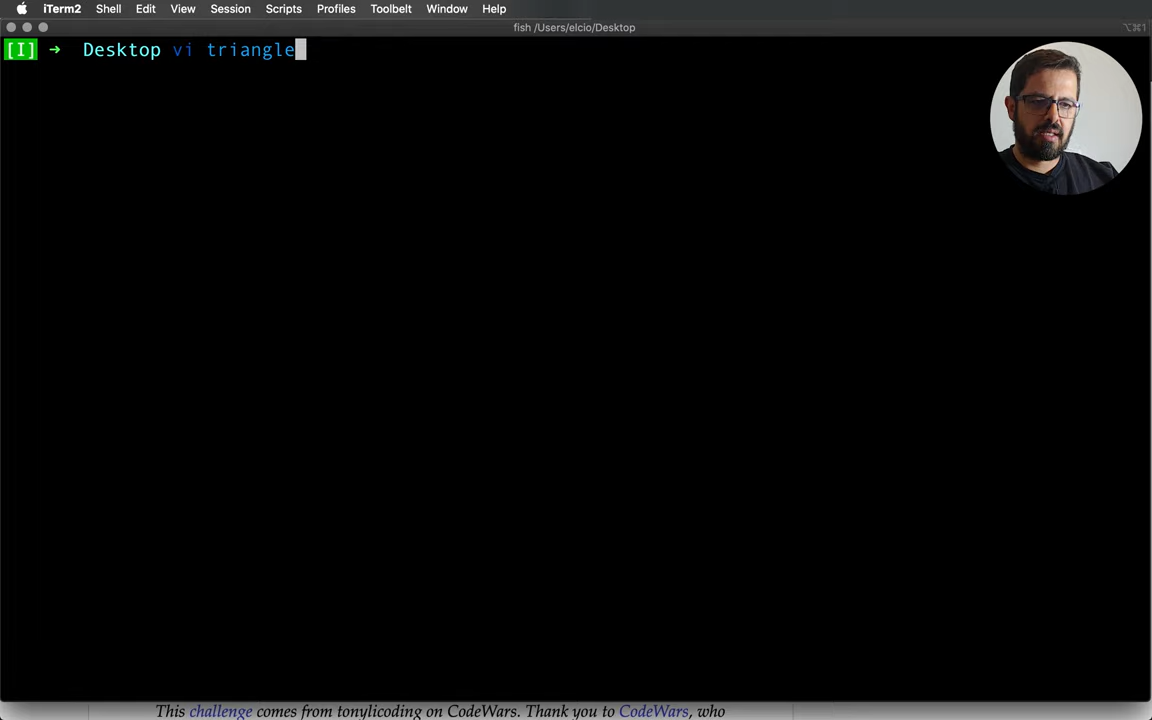 iTerm2 Shell Edit View Session Scripts Profiles Toolbelt Window Help
fish /Users/elcio/Desktop ⌥⌘1
[I] → Desktop vi triangle
This challenge comes from tonylicoding on CodeWars. Thank you to CodeWars, who